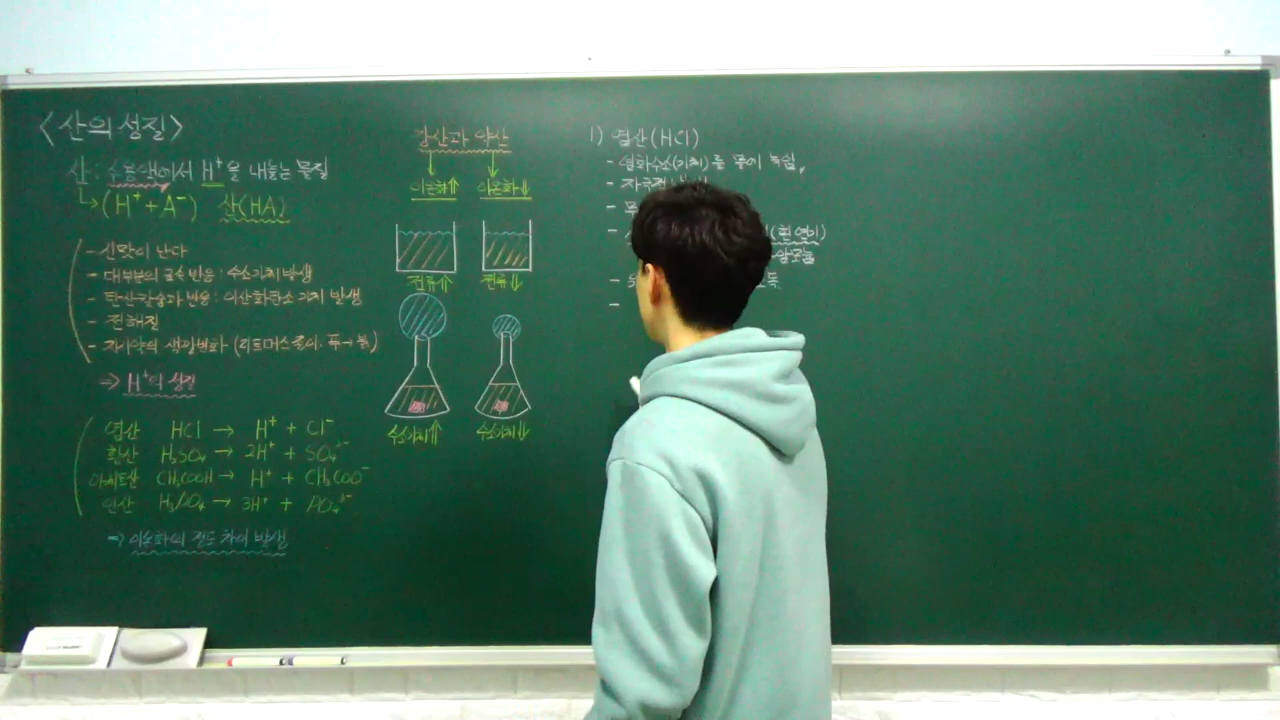 <산의 성질>
산 : 수용액에서 H⁺을 내놓는 물질
↳ (H⁺ + A⁻) 산(HA)
- 신맛이 난다
- 대부분의 금속 반응 : 수소기체 발생
- 탄산칼슘과 반응 : 이산화탄소 기체 발생
- 전해질
- 지시약의 색깔변화 (리트머스 종이. 푸→붉)
⇒ H⁺의 성질
염산 HCl → H⁺ + Cl⁻
황산 H₂SO₄ → 2H⁺ + SO₄²⁻
아세트산 CH₃COOH → H⁺ + CH₃COO⁻
인산 H₃PO₄ → 3H⁺ + PO₄³⁻
⇒ 이온화의 정도 차이 발생
강산과 약산
이온화↑ 이온화↓
전류↑ 전류↓
수소기체↑ 수소기체↓
1) 염산(HCl)
- 염화수소(기체)를 물에 녹임.
- 자극적
-
- (흰 연기)
암모늄
-
-